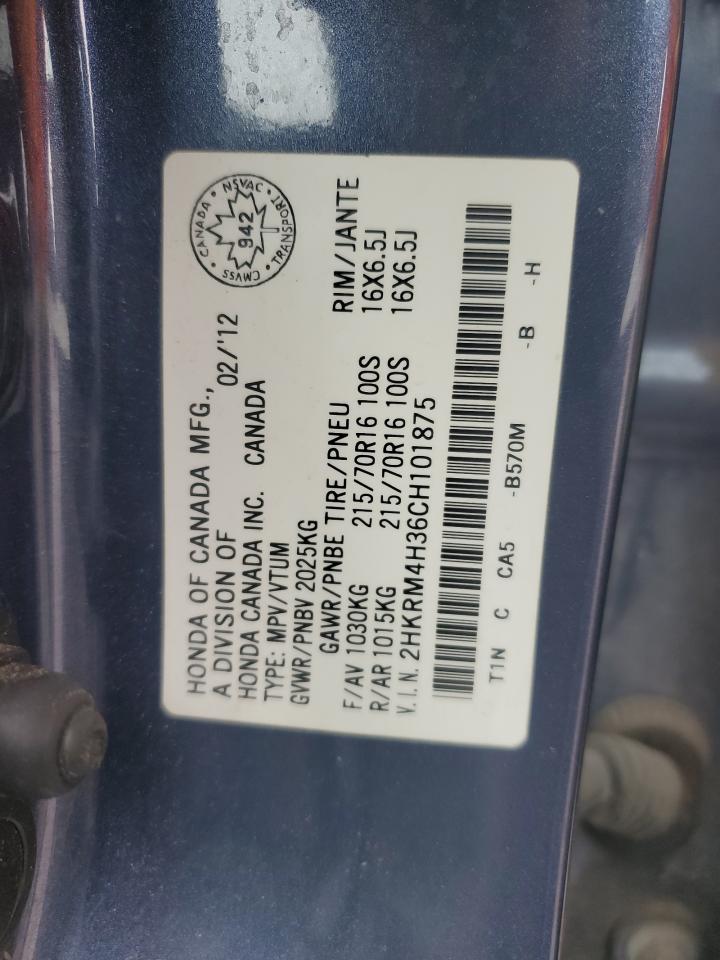 HONDA OF CANADA MFG.,
A DIVISION OF 02/'12
HONDA CANADA INC. CANADA
TYPE: MPV/VTUM
GVWR/PNBV 2025KG
GAWR/PNBE TIRE/PNEU RIM/JANTE
F/AV 1030KG 215/70R16 100S 16X6.5J
R/AR 1015KG 215/70R16 100S 16X6.5J
V.I.N. 2HKRM4H36CH101875
T1N C CA5 -B570M -B -H
CANADA · NSVAC · TRANSPORT · CMVSS ·
942